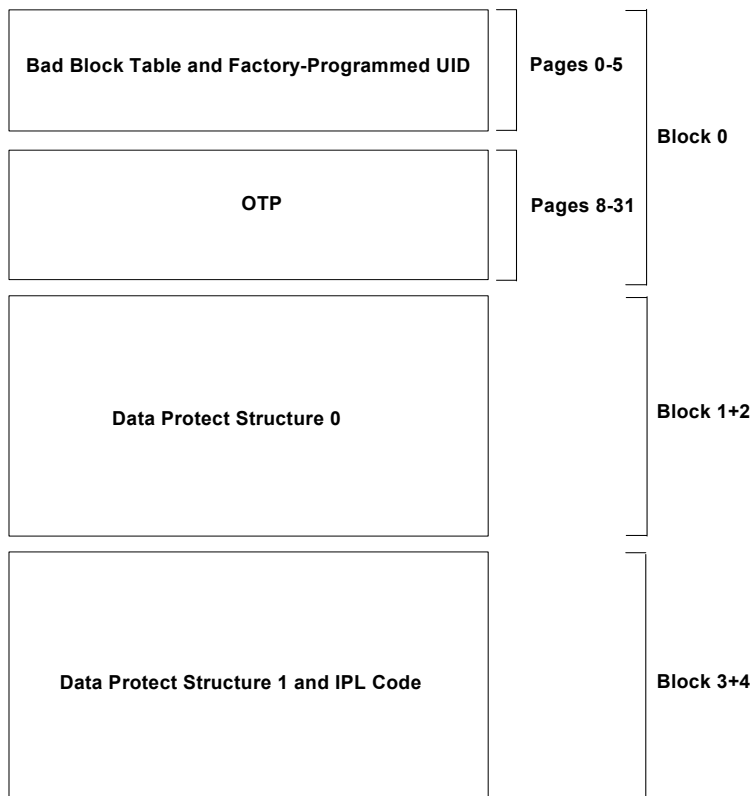 Bad Block Table and Factory-Programmed UID
Pages 0-5
Block 0
OTP
Pages 8-31
Data Protect Structure 0
Block 1+2
Data Protect Structure 1 and IPL Code
Block 3+4